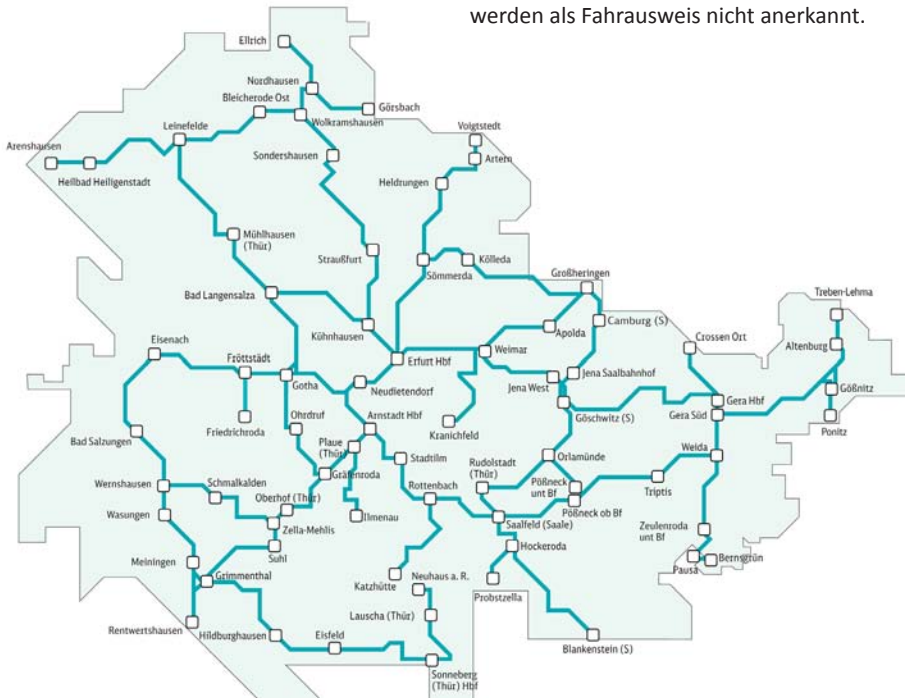 werden als Fahrausweis nicht anerkannt.
Ellrich
Nordhausen
Bleicherode Ost
Görsbach
Wolkramshausen
Leinefelde
Voigtstedt
Arenshausen
Sondershausen
Artern
Heilbad Heiligenstadt
Heldrungen
Mühlhausen
(Thür)
Straußfurt
Kölleda
Sömmerda
Großheringen
Treben-Lehma
Bad Langensalza
Camburg (S)
Kühnhausen
Apolda
Crossen Ort
Altenburg
Eisenach
Weimar
Fröttstädt
Erfurt Hbf
Jena Saalbahnhof
Gotha
Neudietendorf
Jena West
Gößnitz
Gera Hbf
Ohrdruf
Arnstadt Hbf
Göschwitz (S)
Gera Süd
Friedrichroda
Kranichfeld
Ponitz
Bad Salzungen
Plaue
(Thür)
Stadtilm
Orlamünde
Weida
Rudolstadt
(Thür)
Gräfenroda
Pößneck
unt Bf
Wernshausen
Schmalkalden
Rottenbach
Triptis
Oberhof (Thür)
Pößneck ob Bf
Wasungen
Ilmenau
Saalfeld (Saale)
Zella-Mehlis
Zeulenroda
unt Bf
Suhl
Hockeroda
Meiningen
Pausa
Bernsgrün
Grimmenthal
Katzhütte
Neuhaus a. R.
Probstzella
Lauscha (Thür)
Rentwertshausen
Hildburghausen
Eisfeld
Blankenstein (S)
Sonneberg
(Thür) Hbf